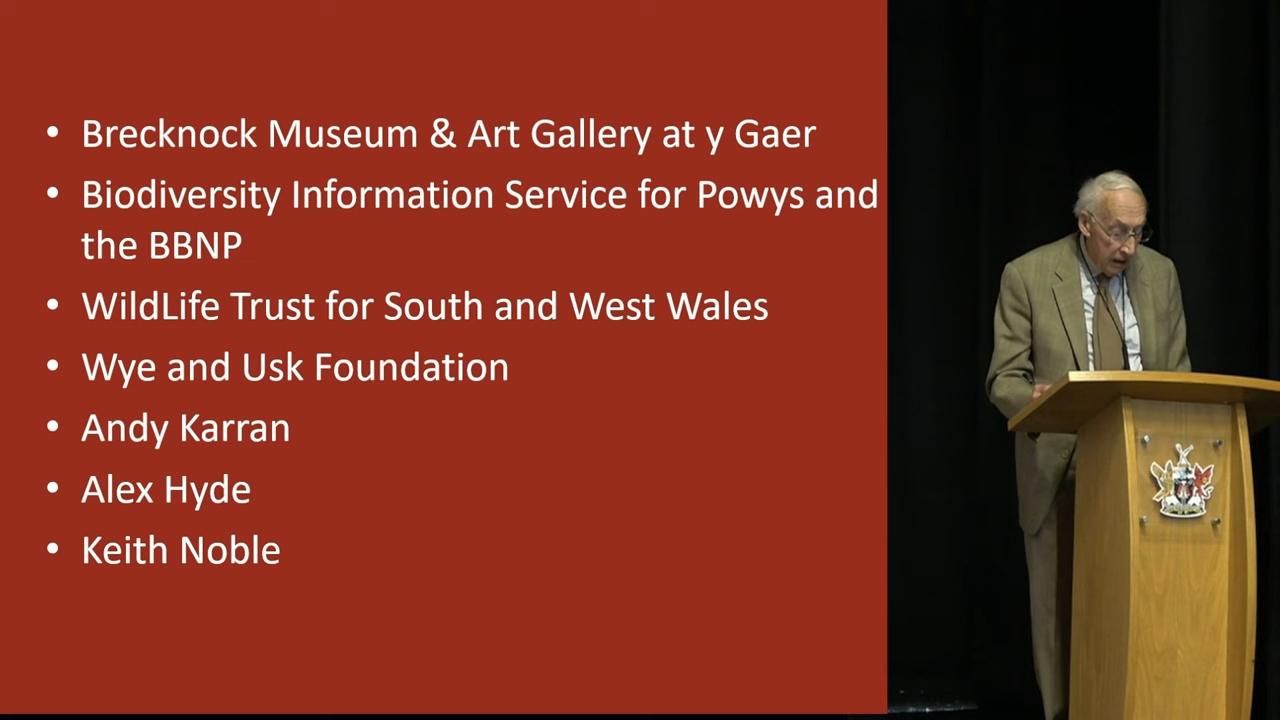 • Brecknock Museum & Art Gallery at y Gaer
• Biodiversity Information Service for Powys and
the BBNP
• WildLife Trust for South and West Wales
• Wye and Usk Foundation
• Andy Karran
• Alex Hyde
• Keith Noble